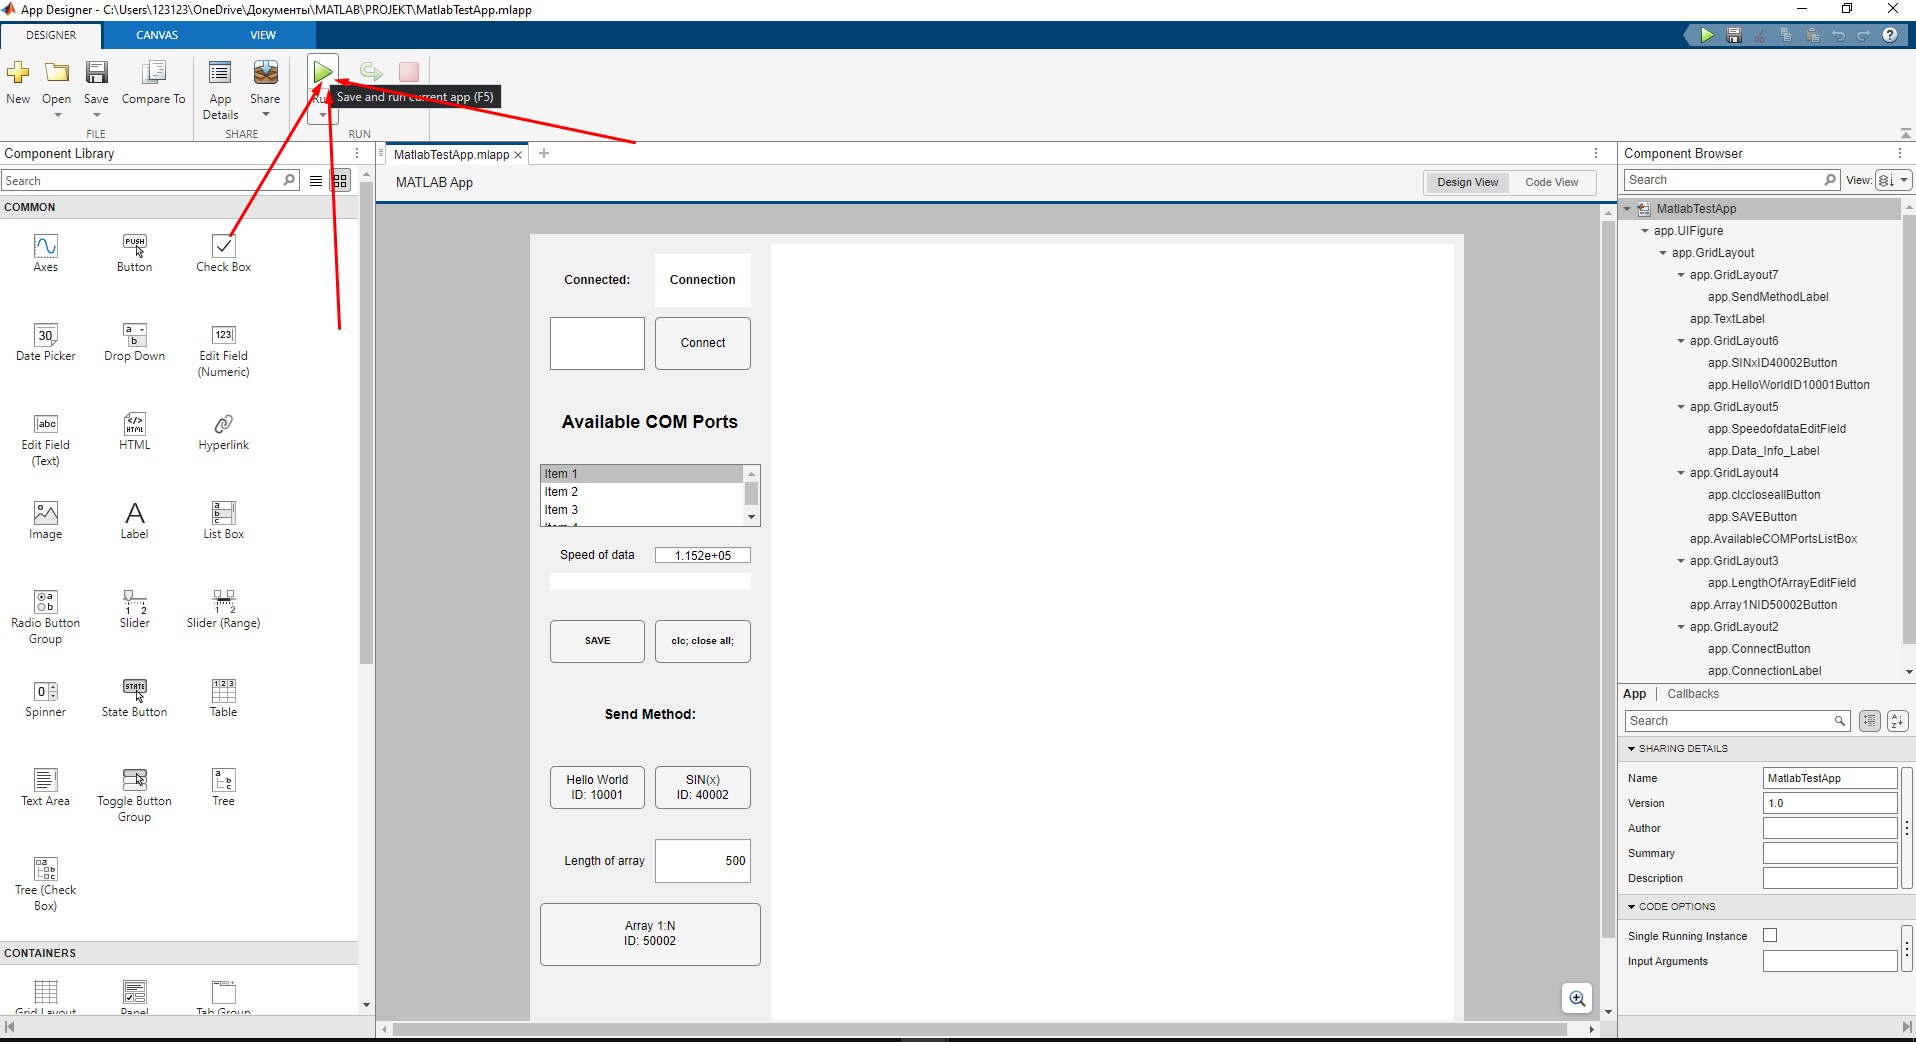 App Designer - C:\Users\123123\OneDrive\Документы\MATLAB\PROJEKT\MatlabTestApp.mlapp
DESIGNER CANVAS VIEW
New Open Save Compare To App Details Share Run
Save and run current app (F5)
FILE SHARE RUN
Component Library
Search
COMMON
Axes Button Check Box
Date Picker Drop Down Edit Field (Numeric)
Edit Field (Text) HTML Hyperlink
Image Label List Box
Radio Button Group Slider Slider (Range)
Spinner State Button Table
Text Area Toggle Button Group Tree
Tree (Check Box)
CONTAINERS
Grid Layout Panel Tab Group
MatlabTestApp.mlapp
MATLAB App
Design View Code View
Connected: Connection
Connect
Available COM Ports
Item 1
Item 2
Item 3
Item 4
Speed of data 1.152e+05
SAVE clc; close all;
Send Method:
Hello World
ID: 10001
SIN(x)
ID: 40002
Length of array 500
Array 1:N
ID: 50002
Component Browser
Search View:
MatlabTestApp
app.UIFigure
app.GridLayout
app.GridLayout7
app.SendMethodLabel
app.TextLabel
app.GridLayout6
app.SINxID40002Button
app.HelloWorldID10001Button
app.GridLayout5
app.SpeedofdataEditField
app.Data_Info_Label
app.GridLayout4
app.clccloseallButton
app.SAVEButton
app.AvailableCOMPortsListBox
app.GridLayout3
app.LengthOfArrayEditField
app.Array1NID50002Button
app.GridLayout2
app.ConnectButton
app.ConnectionLabel
App Callbacks
Search
SHARING DETAILS
Name MatlabTestApp
Version 1.0
Author
Summary
Description
CODE OPTIONS
Single Running Instance
Input Arguments